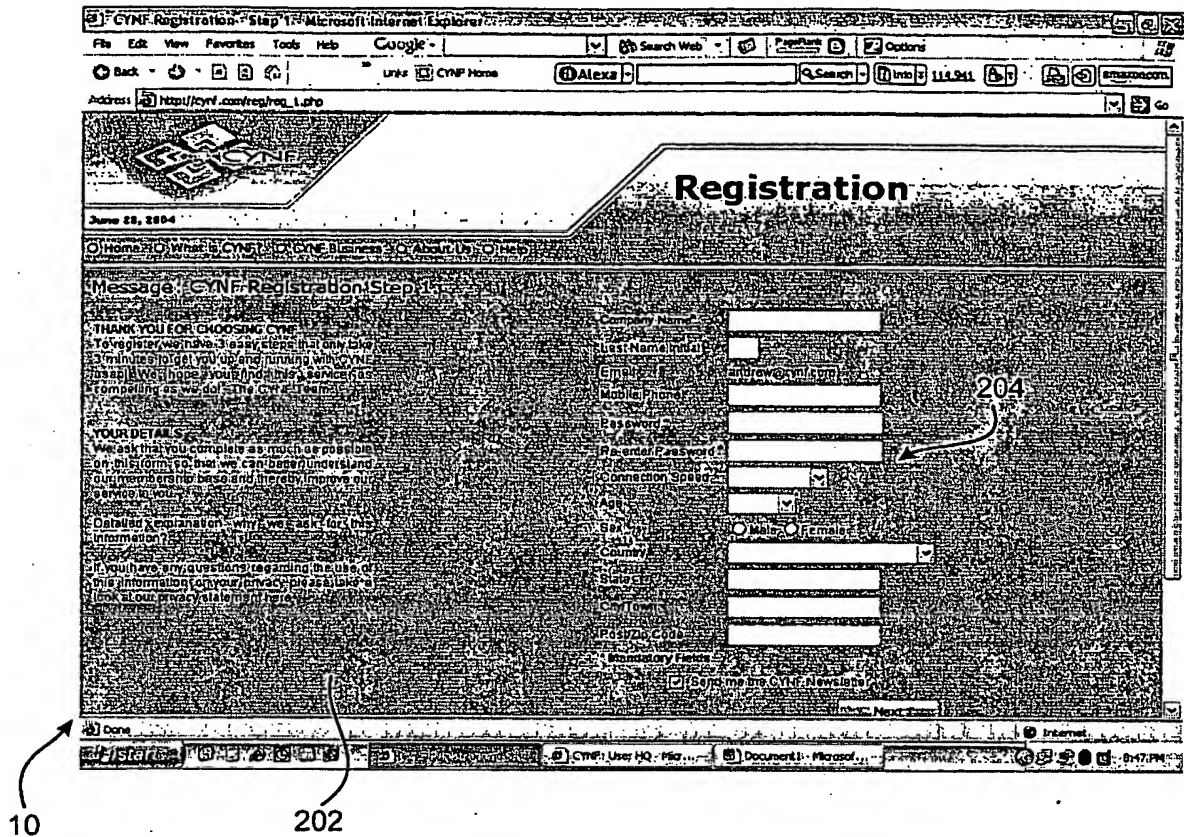 CYNF Registration - Step 1 - Microsoft Internet Explorer
File Edit View Favorites Tools Help Google Search Web PageRank Options
Back Links CYNF Home Alexa Search Info 114,941 amazon.com
Address http://cynf.com/reg/reg_1.php Go
CYNF
Registration
June 28, 2004
Home What is CYNF? CYNF Business About Us Help
Message: CYNF Registration Step 1
THANK YOU FOR CHOOSING CYNF
To register we have 3 easy steps that only take
3 minutes to get you up and running with CYNF
asap! We hope you find this service as
compelling as we do! The CYNF Team
YOUR DETAILS
We ask that you complete as much as possible
on this form so that we can better understand
our membership base and thereby improve our
service to you.
Detailed explanation - why we ask for this
information?
If you have any questions regarding the use of
this information or your privacy please take a
look at our privacy statement here.
Company Name*
Last Name Initial
Email andrew@cynf.com
Mobile Phone
Password
Re-enter Password*
Connection Speed
Age
Sex Male Female
Country
State
City/Town
Post/Zip Code
Mandatory Fields
Send me the CYNF Newsletter
Next
204
Done Internet
start CYNF: User HQ - Micr... Document1 - Microsof... 8:47 PM
10
202